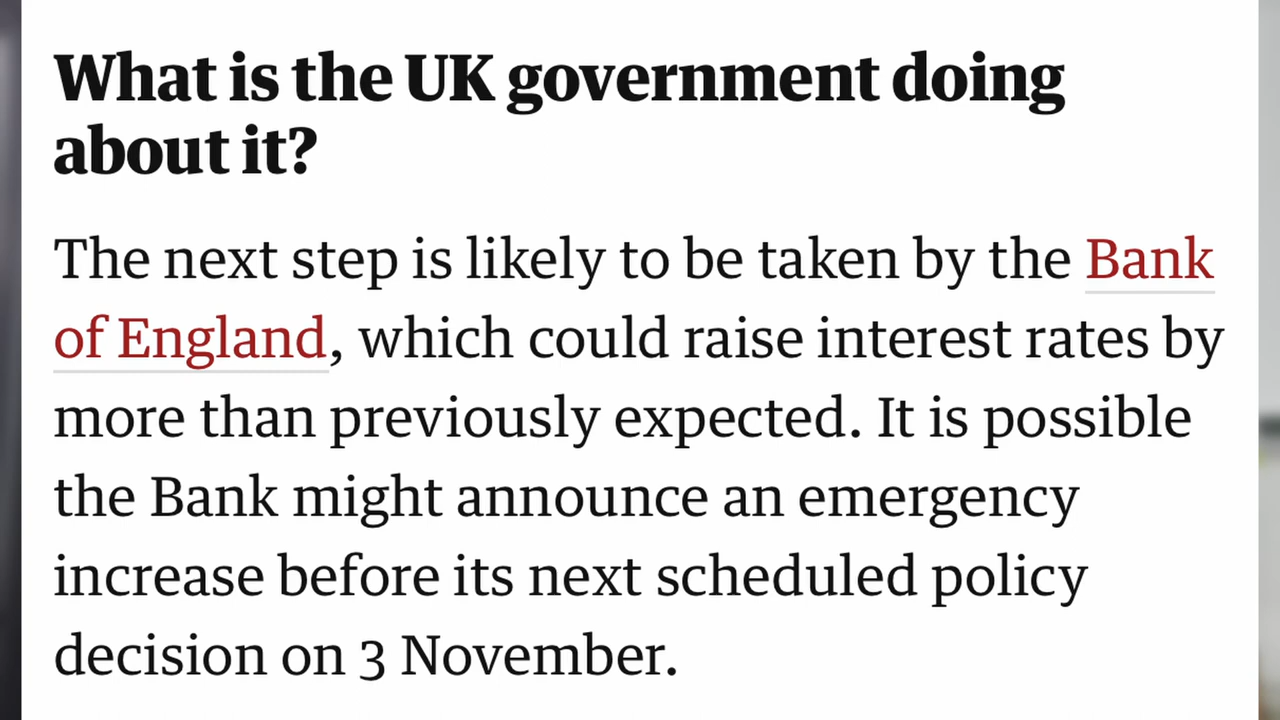 What is the UK government doing
about it?
The next step is likely to be taken by the Bank
of England, which could raise interest rates by
more than previously expected. It is possible
the Bank might announce an emergency
increase before its next scheduled policy
decision on 3 November.